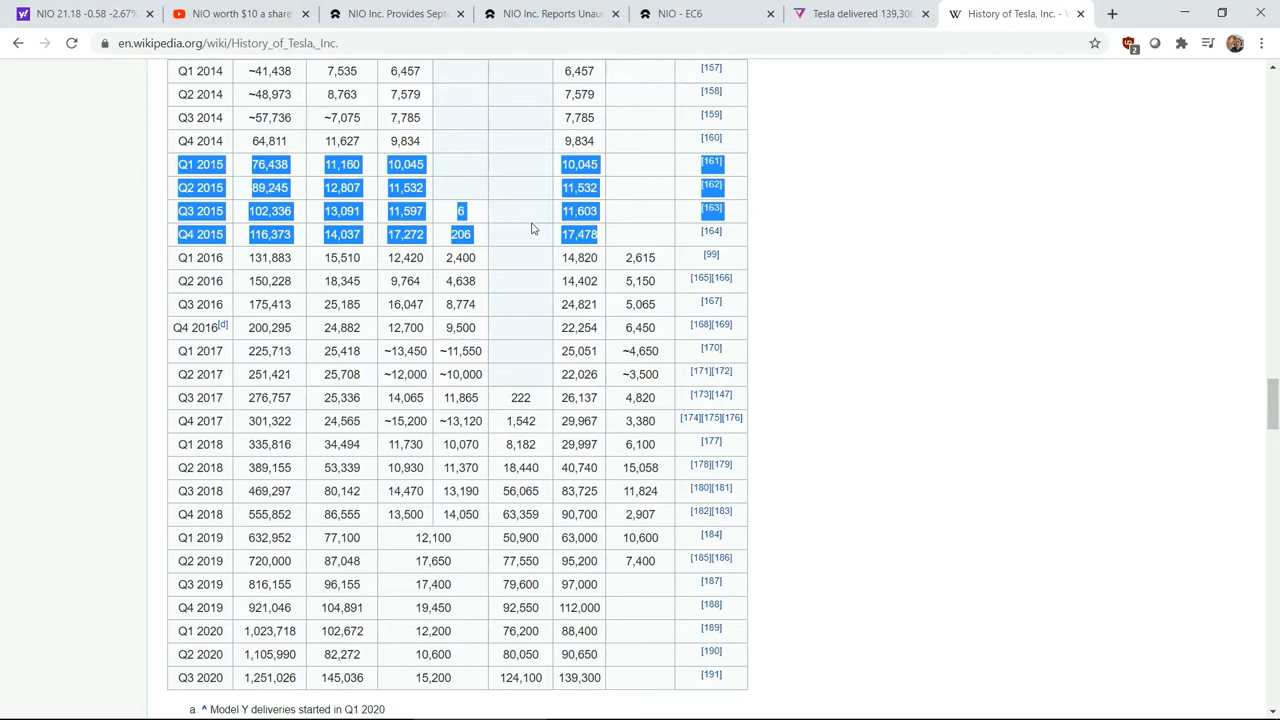 NIO 21.18 -0.58 -2.67%
NIO worth $10 a share
NIO Inc. Provides Sept
NIO Inc. Reports Unau
NIO - EC6
Tesla delivered 139,300
History of Tesla, Inc. - W
en.wikipedia.org/wiki/History_of_Tesla,_Inc.
2
Q1 2014 ~41,438 7,535 6,457 6,457 [157]
Q2 2014 ~48,973 8,763 7,579 7,579 [158]
Q3 2014 ~57,736 ~7,075 7,785 7,785 [159]
Q4 2014 64,811 11,627 9,834 9,834 [160]
Q1 2015 76,438 11,160 10,045 10,045 [161]
Q2 2015 89,245 12,807 11,532 11,532 [162]
Q3 2015 102,336 13,091 11,597 6 11,603 [163]
Q4 2015 116,373 14,037 17,272 206 17,478 [164]
Q1 2016 131,883 15,510 12,420 2,400 14,820 2,615 [99]
Q2 2016 150,228 18,345 9,764 4,638 14,402 5,150 [165][166]
Q3 2016 175,413 25,185 16,047 8,774 24,821 5,065 [167]
Q4 2016[d] 200,295 24,882 12,700 9,500 22,254 6,450 [168][169]
Q1 2017 225,713 25,418 ~13,450 ~11,550 25,051 ~4,650 [170]
Q2 2017 251,421 25,708 ~12,000 ~10,000 22,026 ~3,500 [171][172]
Q3 2017 276,757 25,336 14,065 11,865 222 26,137 4,820 [173][147]
Q4 2017 301,322 24,565 ~15,200 ~13,120 1,542 29,967 3,380 [174][175][176]
Q1 2018 335,816 34,494 11,730 10,070 8,182 29,997 6,100 [177]
Q2 2018 389,155 53,339 10,930 11,370 18,440 40,740 15,058 [178][179]
Q3 2018 469,297 80,142 14,470 13,190 56,065 83,725 11,824 [180][181]
Q4 2018 555,852 86,555 13,500 14,050 63,359 90,700 2,907 [182][183]
Q1 2019 632,952 77,100 12,100 50,900 63,000 10,600 [184]
Q2 2019 720,000 87,048 17,650 77,550 95,200 7,400 [185][186]
Q3 2019 816,155 96,155 17,400 79,600 97,000 [187]
Q4 2019 921,046 104,891 19,450 92,550 112,000 [188]
Q1 2020 1,023,718 102,672 12,200 76,200 88,400 [189]
Q2 2020 1,105,990 82,272 10,600 80,050 90,650 [190]
Q3 2020 1,251,026 145,036 15,200 124,100 139,300 [191]
a. ^ Model Y deliveries started in Q1 2020